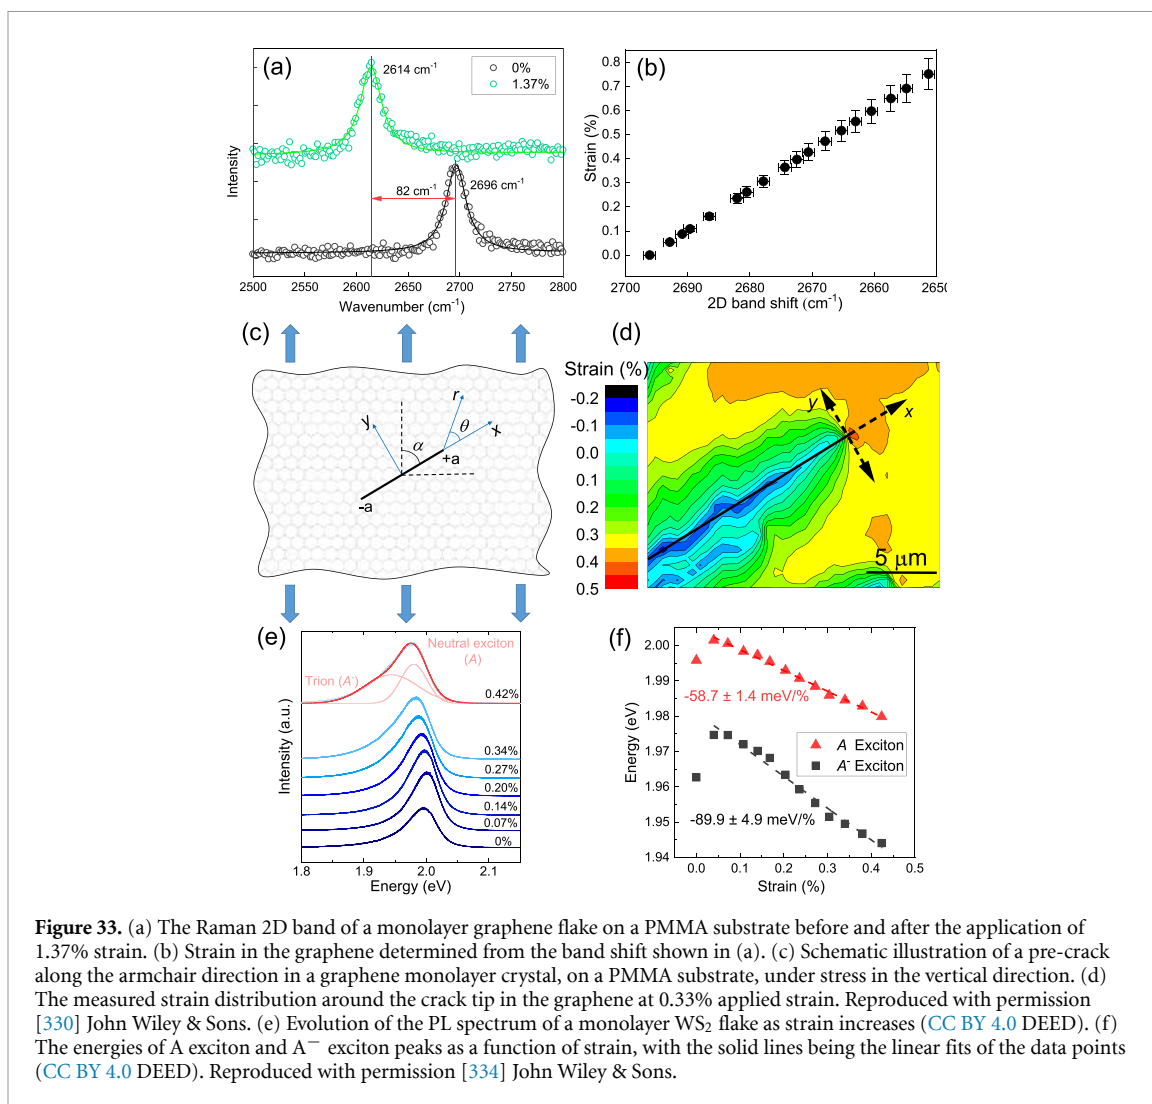 (a)
2614 cm⁻¹
0%
1.37%
82 cm⁻¹
2696 cm⁻¹
Intensity
2500 2550 2600 2650 2700 2750 2800
Wavenumber (cm⁻¹)
(b)
0.8
0.7
0.6
0.5
0.4
0.3
0.2
0.1
0.0
Strain (%)
2700 2690 2680 2670 2660 2650
2D band shift (cm⁻¹)
(c)
r
y
θ
x
α
+a
-a
(d)
Strain (%)
-0.2
-0.1
0.0
0.1
0.2
0.3
0.4
0.5
y
x
5 μm
(e)
Neutral exciton
(A)
Trion (A⁻)
0.42%
0.34%
0.27%
0.20%
0.14%
0.07%
0%
Intensity (a.u.)
1.8 1.9 2.0 2.1
Energy (eV)
(f)
2.00
1.99
1.98
1.97
1.96
1.95
1.94
Energy (eV)
-58.7 ± 1.4 meV/%
A Exciton
A⁻ Exciton
-89.9 ± 4.9 meV/%
0.0 0.1 0.2 0.3 0.4 0.5
Strain (%)
Figure 33. (a) The Raman 2D band of a monolayer graphene flake on a PMMA substrate before and after the application of
1.37% strain. (b) Strain in the graphene determined from the band shift shown in (a). (c) Schematic illustration of a pre-crack
along the armchair direction in a graphene monolayer crystal, on a PMMA substrate, under stress in the vertical direction. (d)
The measured strain distribution around the crack tip in the graphene at 0.33% applied strain. Reproduced with permission
[330] John Wiley & Sons. (e) Evolution of the PL spectrum of a monolayer WS₂ flake as strain increases (CC BY 4.0 DEED). (f)
The energies of A exciton and A⁻ exciton peaks as a function of strain, with the solid lines being the linear fits of the data points
(CC BY 4.0 DEED). Reproduced with permission [334] John Wiley & Sons.